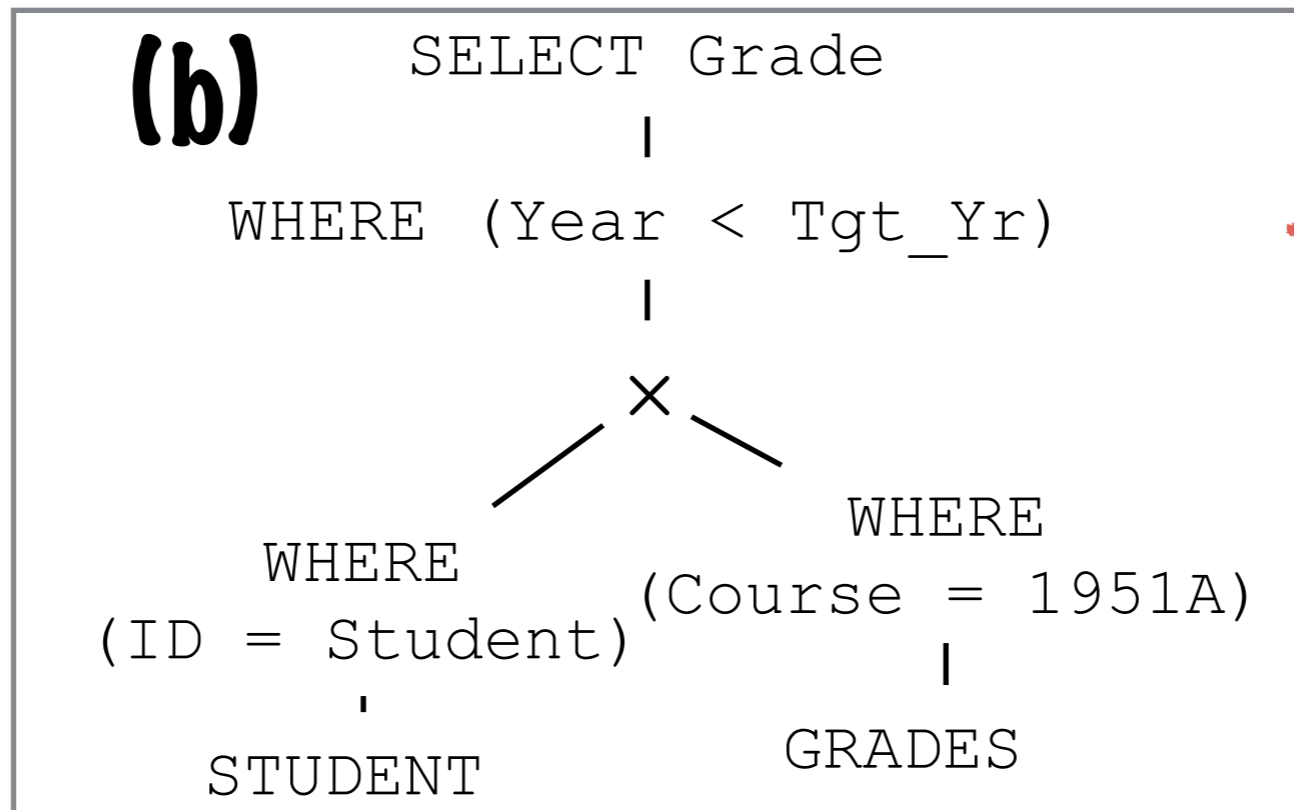 (b)
SELECT Grade
WHERE (Year < Tgt_Yr)
×
WHERE
(ID = Student)
STUDENT
WHERE
(Course = 1951A)
GRADES